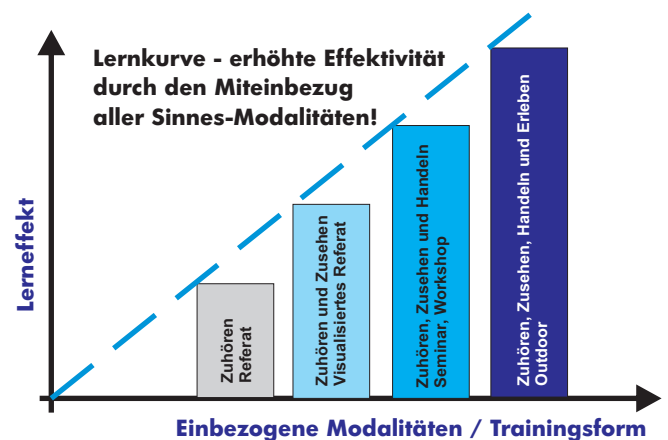 Lernkurve - erhöhte Effektivität
durch den Miteinbezug
aller Sinnes-Modalitäten!
Lerneffekt
Zuhören
Referat
Zuhören und Zusehen
Visualisiertes Referat
Zuhören, Zusehen und Handeln
Seminar, Workshop
Zuhören, Zusehen, Handeln und Erleben
Outdoor
Einbezogene Modalitäten / Trainingsform